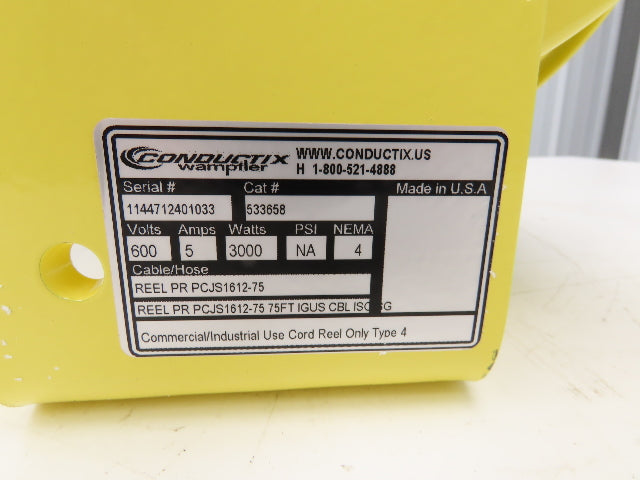 CONDUCTIX
wampfler
WWW.CONDUCTIX.US
H 1-800-521-4888
Serial # Cat # Made in U.S.A
1144712401033 533658
Volts Amps Watts PSI NEMA
600 5 3000 NA 4
Cable/Hose
REEL PR PCJS1612-75
REEL PR PCJS1612-75 75FT IGUS CBL
Commercial/Industrial Use Cord Reel Only Type 4